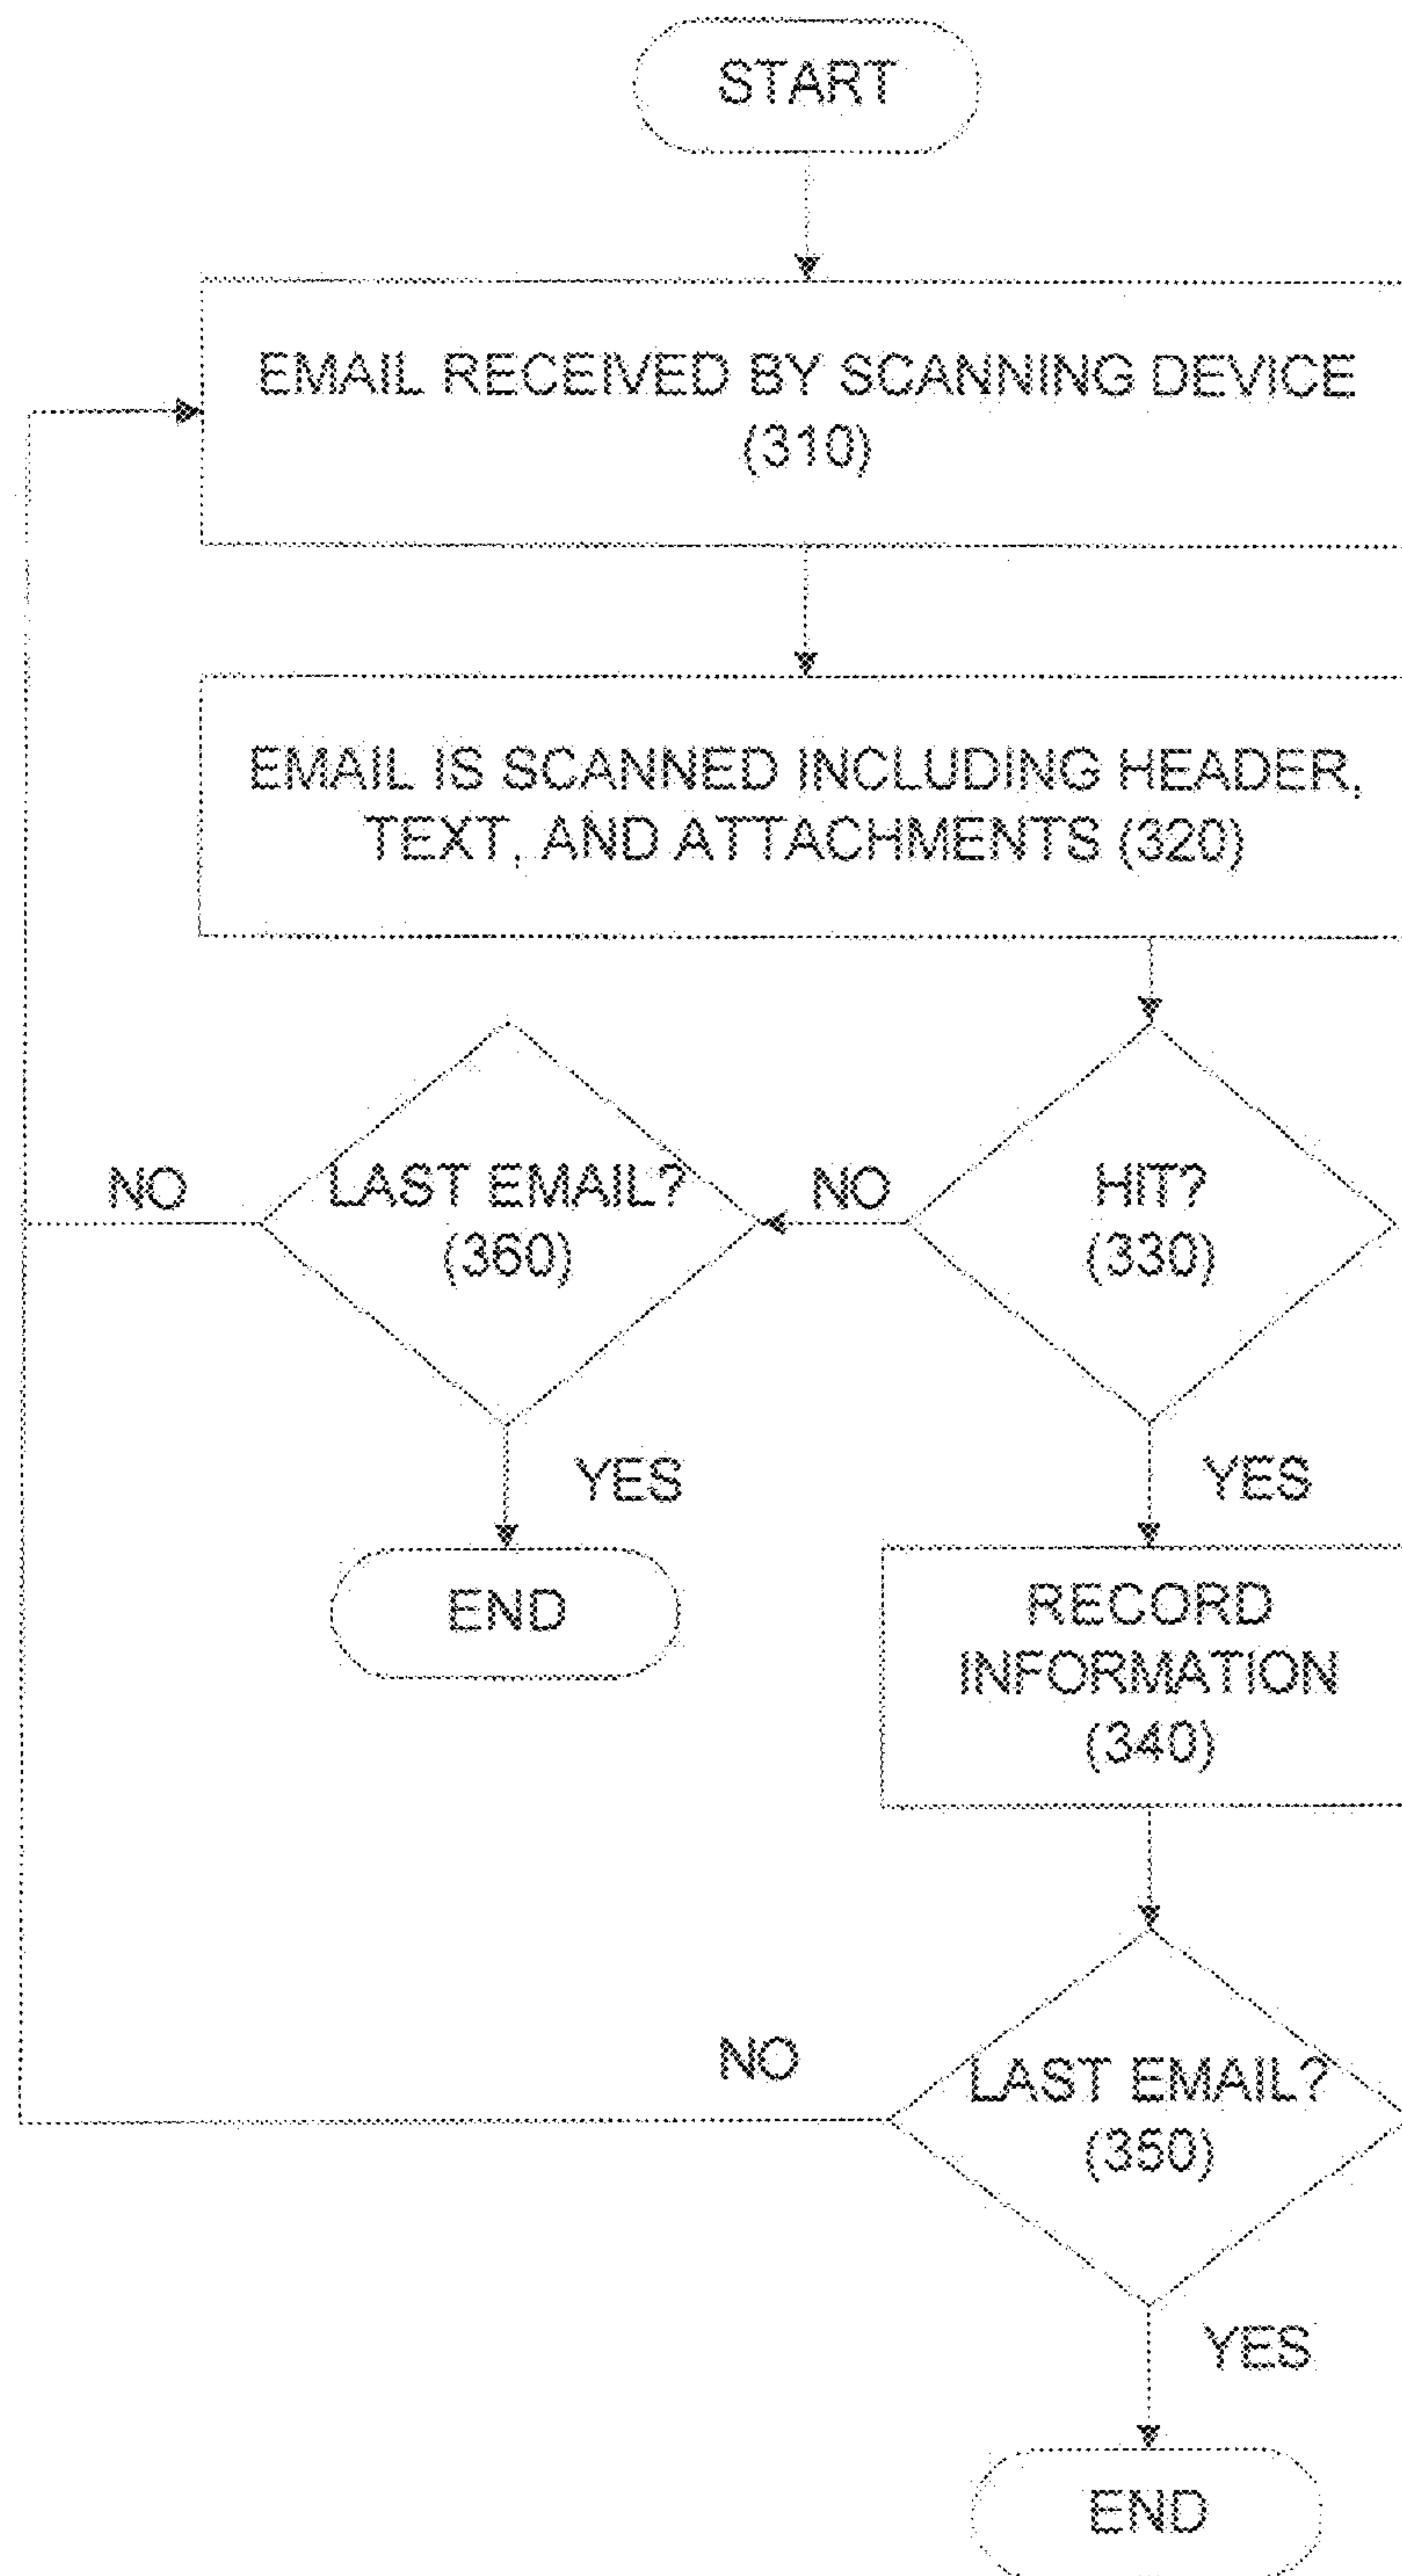 START
EMAIL RECEIVED BY SCANNING DEVICE
(310)
EMAIL IS SCANNED INCLUDING HEADER,
TEXT, AND ATTACHMENTS (320)
NO
LAST EMAIL?
(360)
NO
HIT?
(330)
YES
YES
END
RECORD
INFORMATION
(340)
NO
LAST EMAIL?
(350)
YES
END